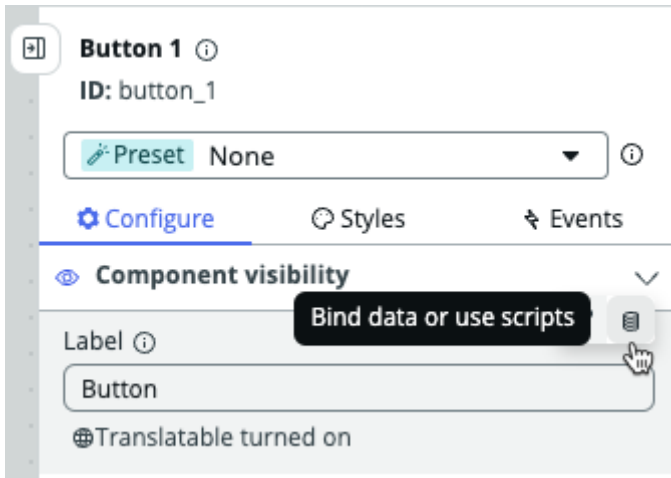 Button 1
ID: button_1
Preset None
Configure Styles Events
Component visibility
Bind data or use scripts
Label
Button
Translatable turned on